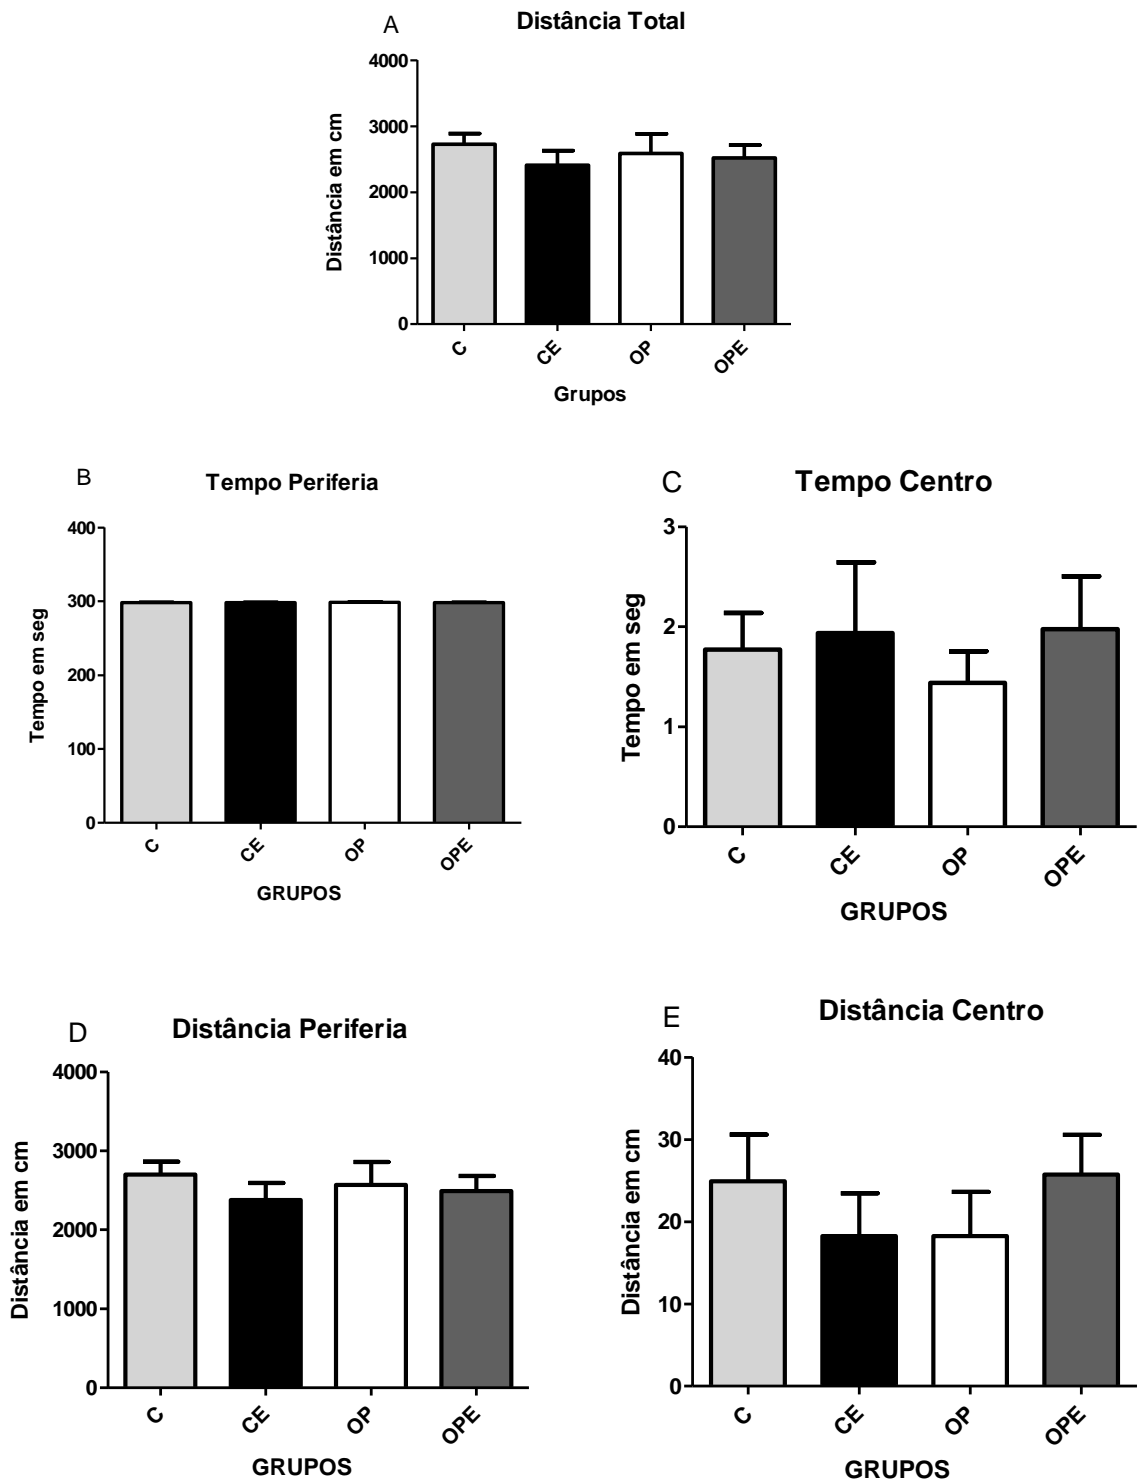 A
Distância Total
Distância em cm
4000
3000
2000
1000
0
C
CE
OP
OPE
Grupos
B
Tempo Periferia
Tempo em seg
400
300
200
100
0
C
CE
OP
OPE
GRUPOS
C
Tempo Centro
Tempo em seg
3
2
1
0
C
CE
OP
OPE
GRUPOS
D
Distância Periferia
Distância em cm
4000
3000
2000
1000
0
C
CE
OP
OPE
GRUPOS
E
Distância Centro
Distância em cm
40
30
20
10
0
C
CE
OP
OPE
GRUPOS